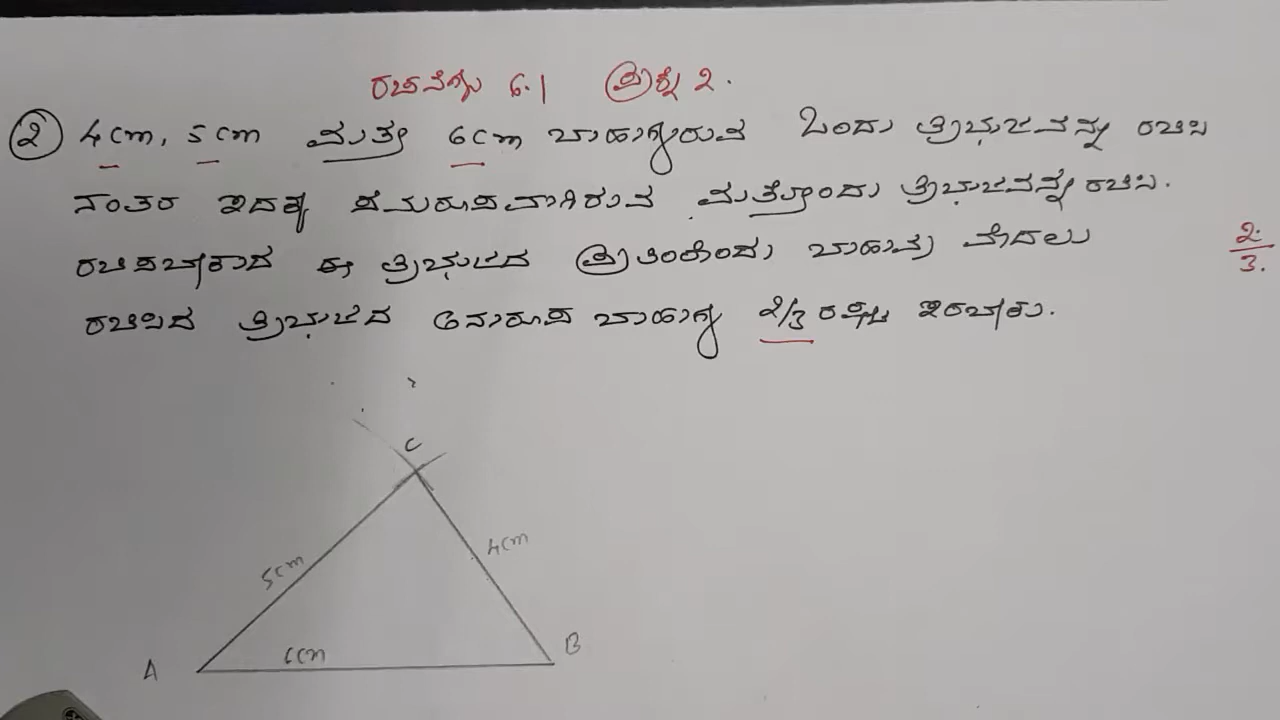 ರಚನೆಗಳು 6.1 ಪ್ರಶ್ನೆ 2.
② 4cm, 5cm ಮತ್ತು 6cm ಬಾಹುಗಳುಳ್ಳ ಒಂದು ತ್ರಿಭುಜವನ್ನು ರಚಿಸಿ
ನಂತರ ಇದಕ್ಕೆ ಸಮರೂಪವಾಗಿರುವ ಮತ್ತೊಂದು ತ್ರಿಭುಜವನ್ನು ರಚಿಸಿ.
ರಚಿಸಬೇಕಾದ ಈ ತ್ರಿಭುಜದ ಪ್ರತಿಯೊಂದು ಬಾಹುವು ಮೊದಲು
2/3.
ರಚಿಸಿದ ತ್ರಿಭುಜದ ಅನುರೂಪ ಬಾಹುಗಳ 2/3 ರಷ್ಟು ಇರಬೇಕು.
C
5cm
4cm
6cm
A
B